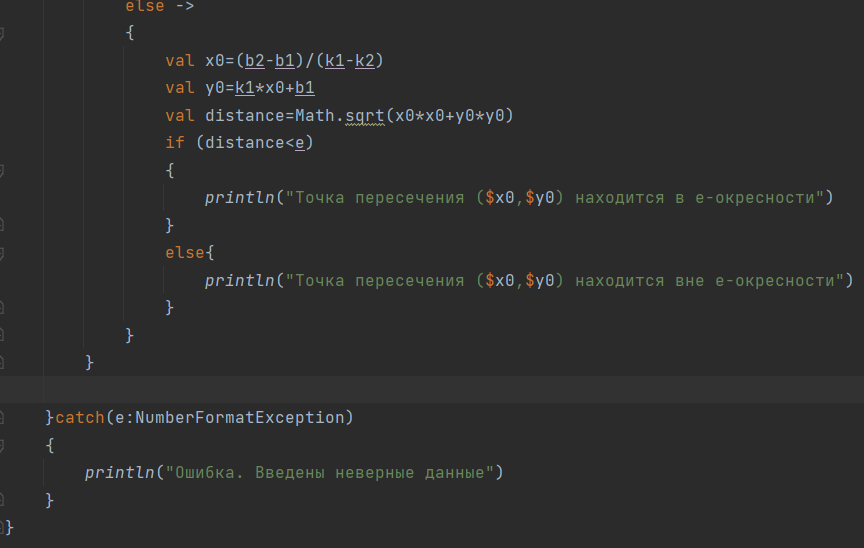 else ->
{
val x0=(b2-b1)/(k1-k2)
val y0=k1*x0+b1
val distance=Math.sqrt(x0*x0+y0*y0)
if (distance<e)
{
println("Точка пересечения ($x0,$y0) находится в е-окресности")
}
else{
println("Точка пересечения ($x0,$y0) находится вне е-окресности")
}
}
}
}catch(e:NumberFormatException)
{
println("Ошибка. Введены неверные данные")
}
}